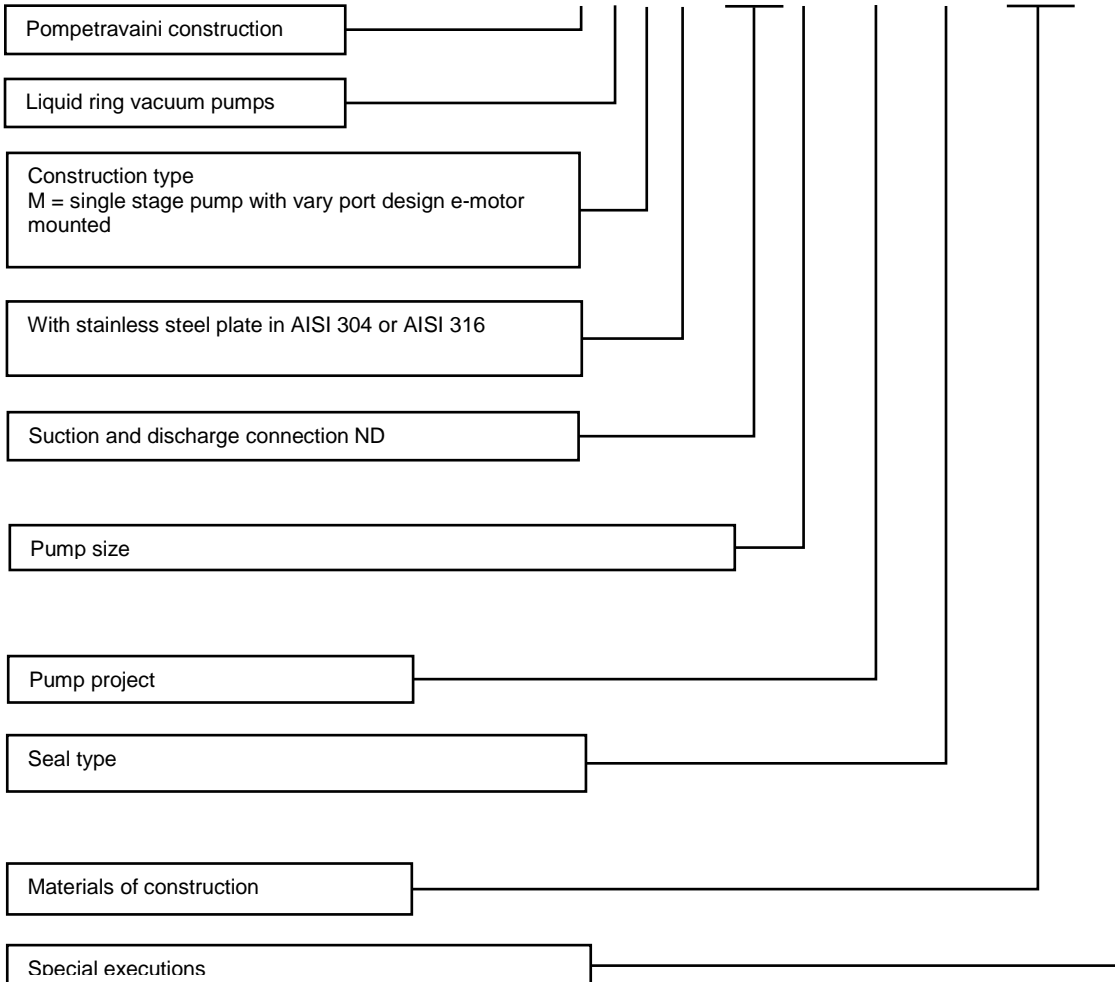 Pompetravaini construction
Liquid ring vacuum pumps
Construction type
M = single stage pump with vary port design e-motor
mounted
With stainless steel plate in AISI 304 or AISI 316
Suction and discharge connection ND
Pump size
Pump project
Seal type
Materials of construction
Special executions